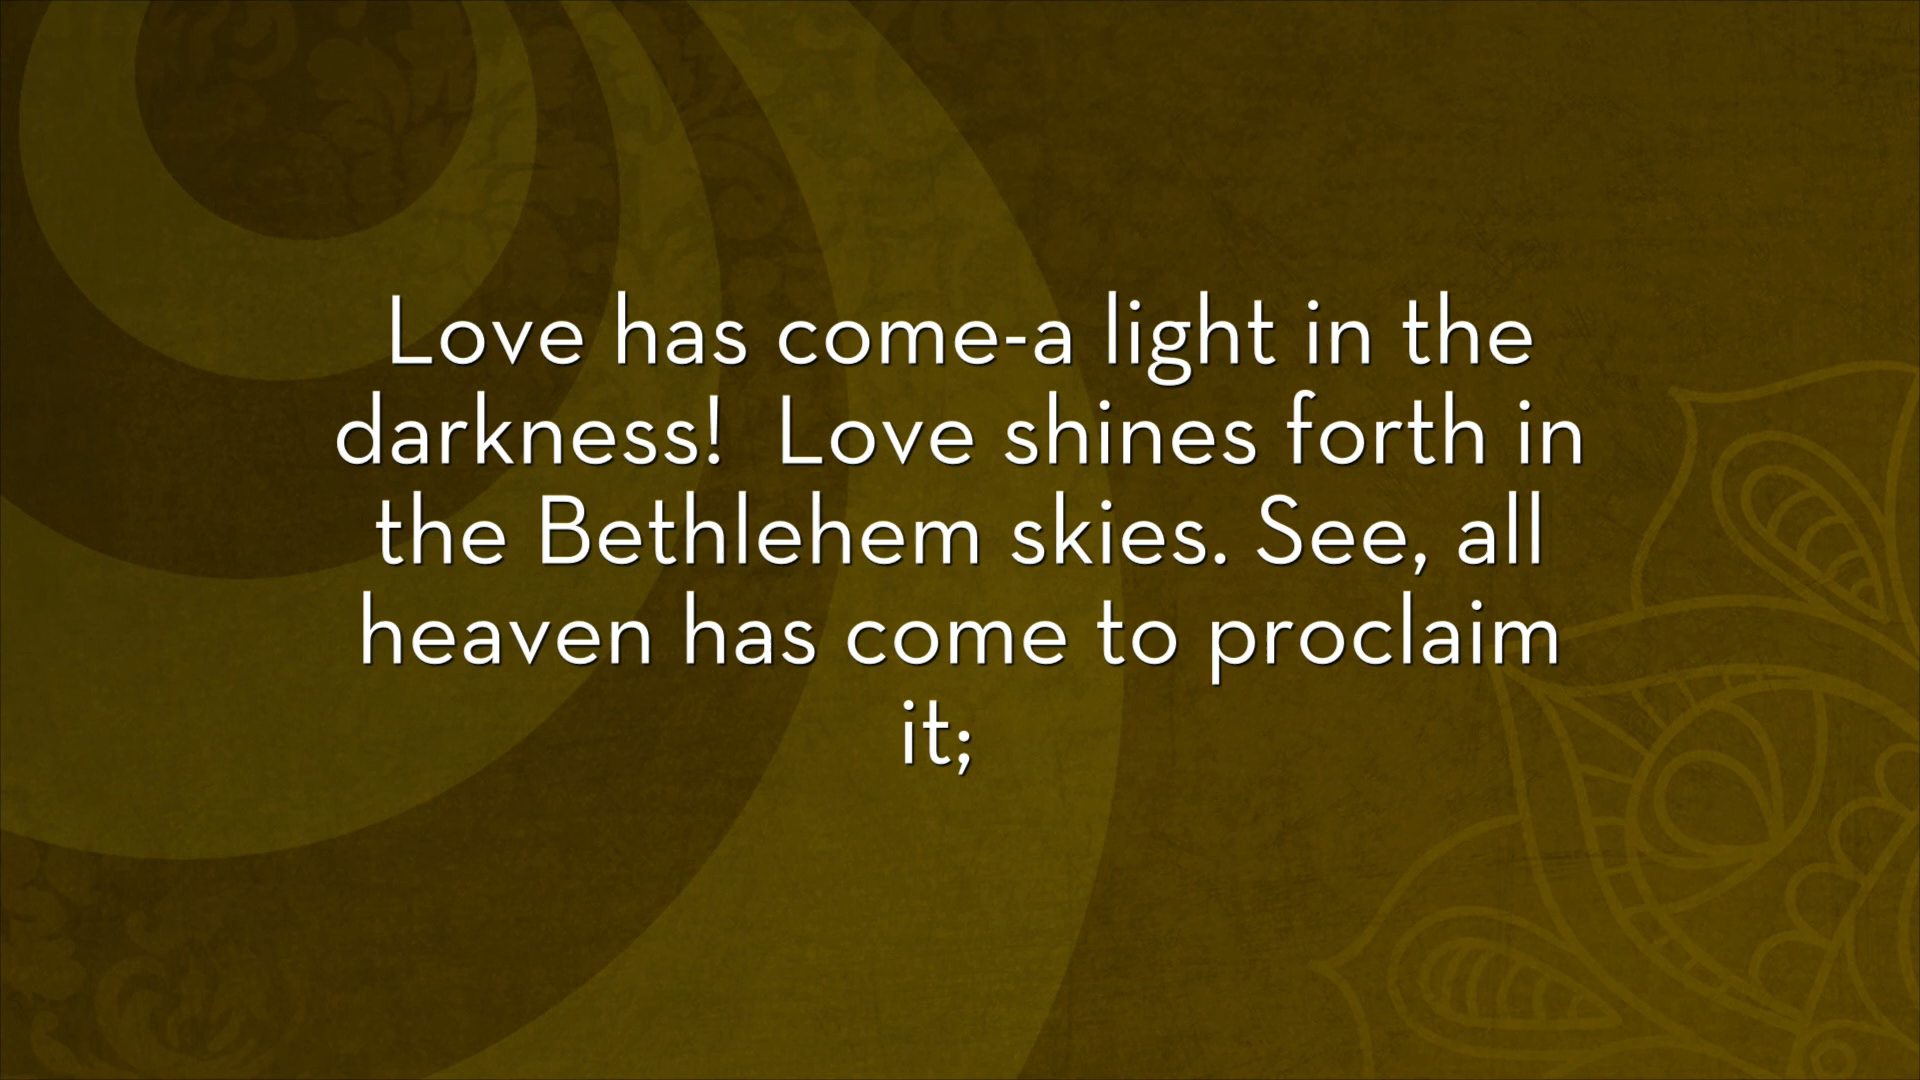 Love has come-a light in the
darkness!  Love shines forth in
the Bethlehem skies. See, all
heaven has come to proclaim
it;